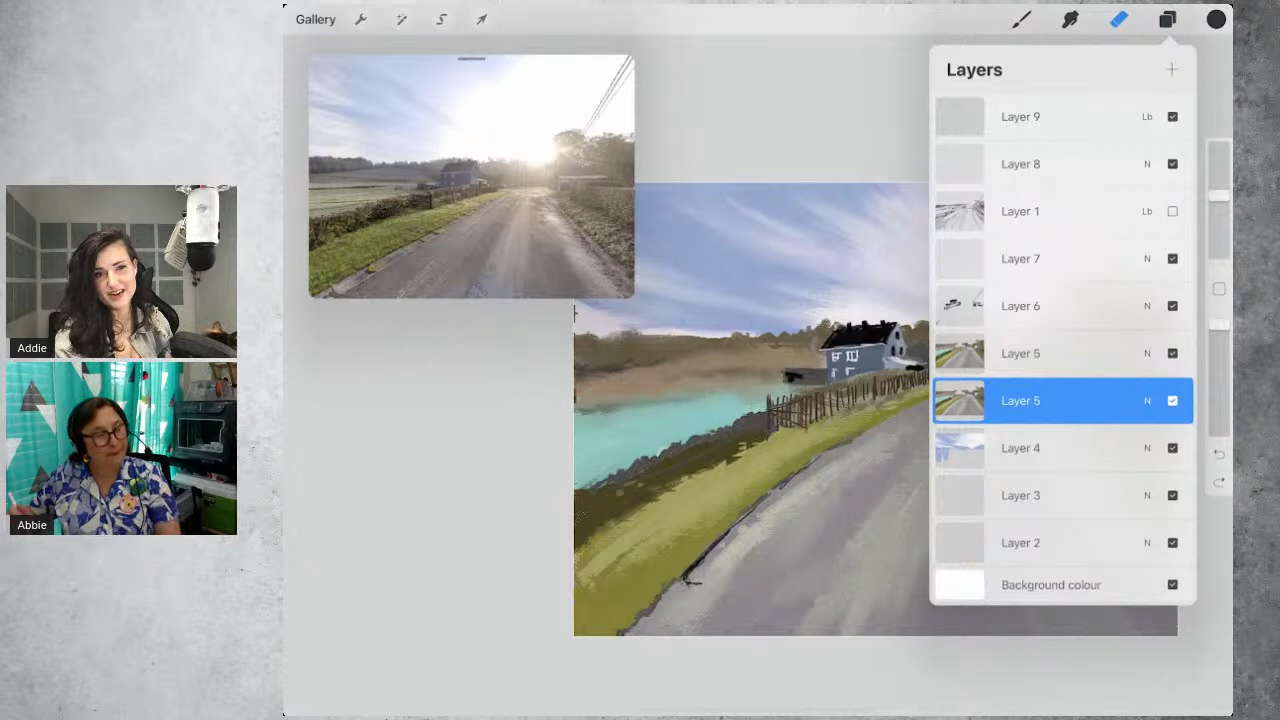 Gallery
Layers
Layer 9 Lb
Layer 8 N
Layer 1 Lb
Layer 7 N
Layer 6 N
Layer 5 N
Layer 5 N
Layer 4 N
Layer 3 N
Layer 2 N
Background colour
Addie
Abbie